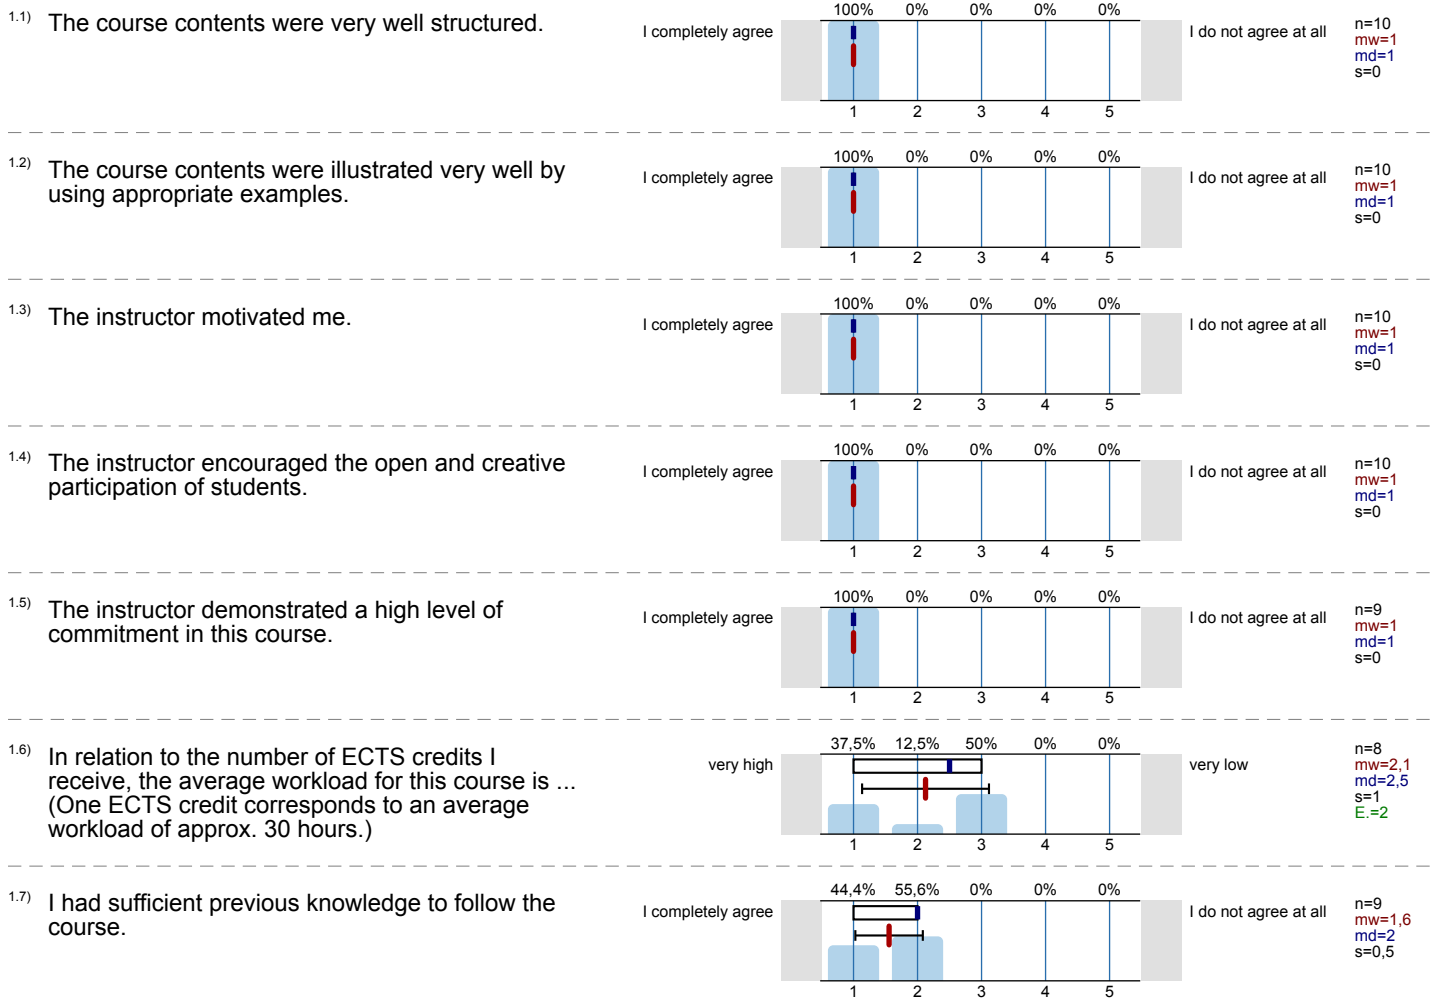 1.1) The course contents were very well structured.
I completely agree
100% 0% 0% 0% 0%
1 2 3 4 5
I do not agree at all
n=10
mw=1
md=1
s=0
1.2) The course contents were illustrated very well by
using appropriate examples.
I completely agree
100% 0% 0% 0% 0%
1 2 3 4 5
I do not agree at all
n=10
mw=1
md=1
s=0
1.3) The instructor motivated me.
I completely agree
100% 0% 0% 0% 0%
1 2 3 4 5
I do not agree at all
n=10
mw=1
md=1
s=0
1.4) The instructor encouraged the open and creative
participation of students.
I completely agree
100% 0% 0% 0% 0%
1 2 3 4 5
I do not agree at all
n=10
mw=1
md=1
s=0
1.5) The instructor demonstrated a high level of
commitment in this course.
I completely agree
100% 0% 0% 0% 0%
1 2 3 4 5
I do not agree at all
n=9
mw=1
md=1
s=0
1.6) In relation to the number of ECTS credits I
receive, the average workload for this course is ...
(One ECTS credit corresponds to an average
workload of approx. 30 hours.)
very high
37,5% 12,5% 50% 0% 0%
1 2 3 4 5
very low
n=8
mw=2,1
md=2,5
s=1
E.=2
1.7) I had sufficient previous knowledge to follow the
course.
I completely agree
44,4% 55,6% 0% 0% 0%
1 2 3 4 5
I do not agree at all
n=9
mw=1,6
md=2
s=0,5